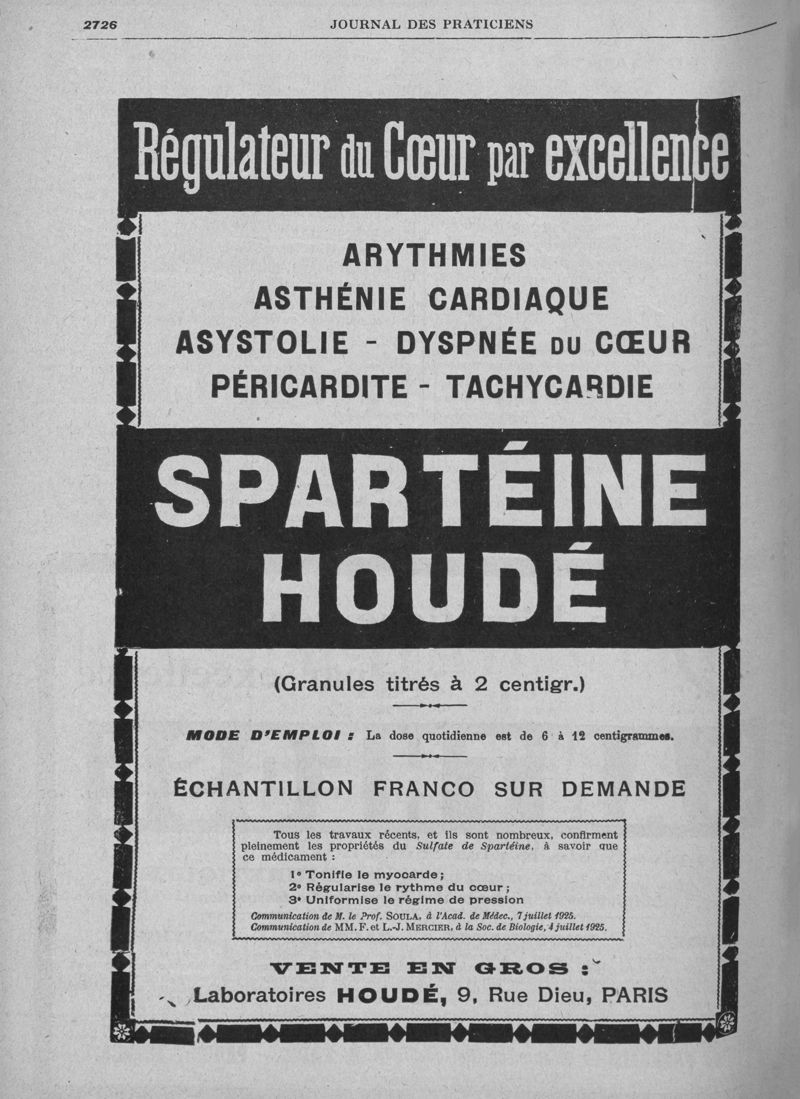 2726
JOURNAL DES PRATICIENS
Régulateur du Cœur par excellence
ARYTHMIES
ASTHÉNIE CARDIAQUE
ASYSTOLIE - DYSPNÉE DU CŒUR
PÉRICARDITE - TACHYCARDIE
SPARTÉINE
HOUDÉ
(Granules titrés à 2 centigr.)
MODE D'EMPLOI : La dose quotidienne est de 6 à 12 centigrammes.
ÉCHANTILLON FRANCO SUR DEMANDE
Tous les travaux récents, et ils sont nombreux, confirment
pleinement les propriétés du Sulfate de Spartéine, à savoir que
ce médicament :
1º Tonifie le myocarde ;
2º Régularise le rythme du cœur ;
3º Uniformise le régime de pression
Communication de M. le Prof. SOULA, à l'Acad. de Médec., 7 juillet 1925.
Communication de MM. F. et L.-J. MERCIER, à la Soc. de Biologie, 4 juillet 1925.
VENTE EN GROS :
Laboratoires HOUDÉ, 9, Rue Dieu, PARIS